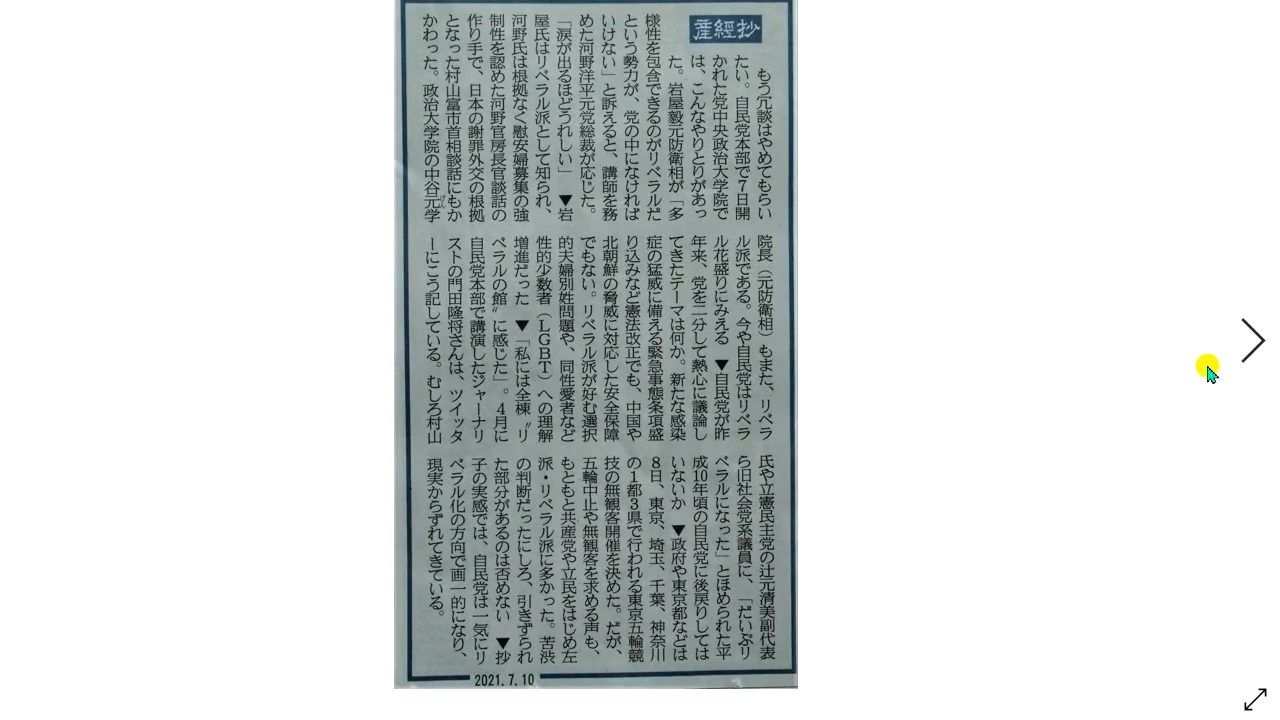 産經抄
もう冗談はやめてもらい
たい。自民党本部で7日開
かれた党中央政治大学院で
は、こんなやりとりがあっ
た。岩屋毅元防衛相が「多
様性を包含できるのがリベラルだ
という勢力が、党の中になければ
いけない」と訴えると、講師を務
めた河野洋平元党総裁が応じた。
「涙が出るほどうれしい」▼岩
屋氏はリベラル派として知られ、
河野氏は根拠なく慰安婦募集の強
制性を認めた河野官房長官談話の
作り手で、日本の謝罪外交の根拠
となった村山富市首相談話にもか
かわった。政治大学院の中谷元学
院長(元防衛相)もまた、リベラ
ル派である。今や自民党はリベラ
ル花盛りにみえる▼自民党が昨
年来、党を二分して熱心に議論し
てきたテーマは何か。新たな感染
症の猛威に備える緊急事態条項盛
り込みなど憲法改正でも、中国や
北朝鮮の脅威に対応した安全保障
でもない。リベラル派が好む選択
的夫婦別姓問題や、同性愛者など
性的少数者(LGBT)への理解
増進だった▼「私には全棟〝リ
ベラルの館〟に感じた」。4月に
自民党本部で講演したジャーナリ
ストの門田隆将さんは、ツイッタ
ーにこう記している。むしろ村山
氏や立憲民主党の辻元清美副代表
ら旧社会党系議員に、「だいぶリ
ベラルになった」とほめられた平
成10年頃の自民党に後戻りしては
いないか▼政府や東京都などは
8日、東京、埼玉、千葉、神奈川
の1都3県で行われる東京五輪競
技の無観客開催を決めた。だが、
五輪中止や無観客を求める声も、
もともと共産党や立民をはじめ左
派・リベラル派に多かった。苦渋
の判断だったにしろ、引きずられ
た部分があるのは否めない▼抄
子の実感では、自民党は一気にリ
ベラル化の方向で画一的になり、
現実からずれてきている。
2021.7.10